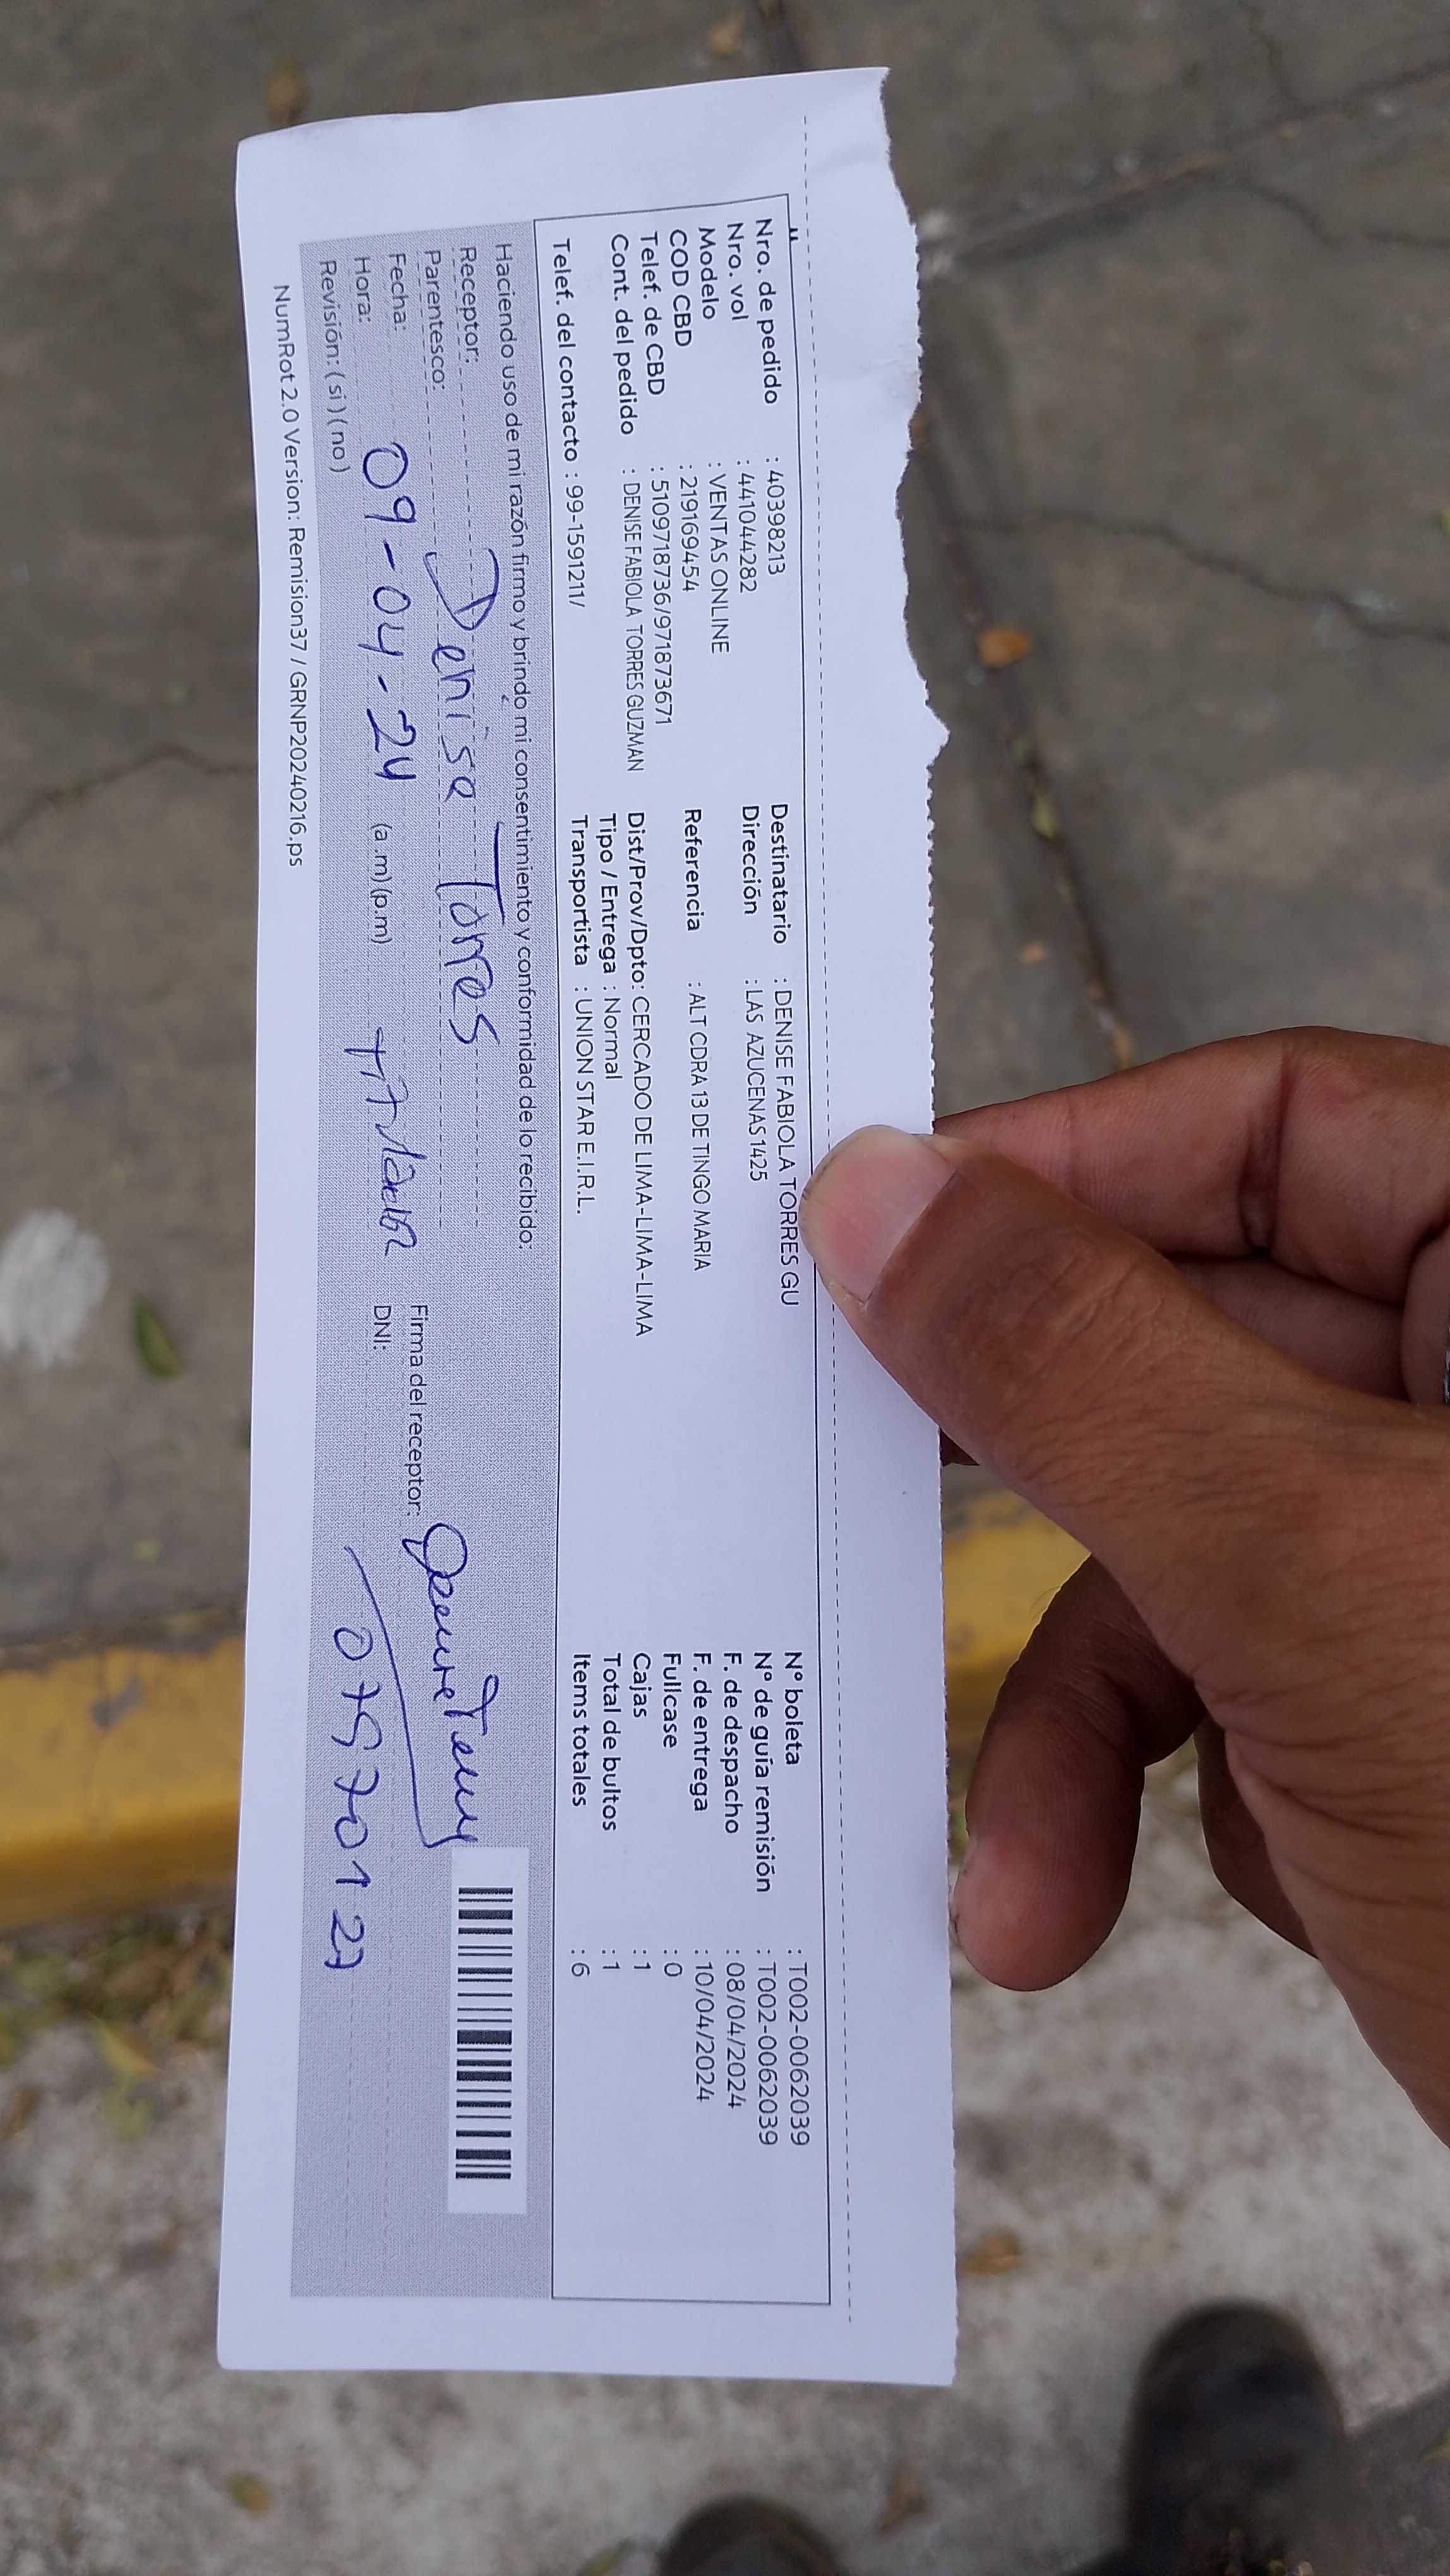 Nro. de pedido : 40398213
Nro. vol : 441044282
Modelo : VENTAS ONLINE
COD CBD : 219169454
Telef. de CBD : 5109718736/971873671
Cont. del pedido : DENISE FABIOLA TORRES GUZMAN
Telef. del contacto : 99-1591211/
Destinatario : DENISE FABIOLA TORRES GU
Dirección : LAS AZUCENAS 1425
Referencia : ALT CDRA 13 DE TINGO MARIA
Dist/Prov/Dpto: CERCADO DE LIMA-LIMA-LIMA
Tipo / Entrega : Normal
Transportista : UNION STAR E.I.R.L.
N° boleta : T002-0062039
N° de guía remisión : T002-0062039
F. de despacho : 08/04/2024
F. de entrega : 10/04/2024
Fullcase : 0
Cajas : 1
Total de bultos : 1
Items totales : 6
Haciendo uso de mi razón firmo y brindo mi consentimiento y conformidad de lo recibido:
Receptor: Denise Torres
Parentesco:
Fecha: 09-04-24
Hora: (a.m)(p.m)
Revisión: (si)(no)
Firma del receptor:
DNI: 07570123
NumRot 2.0 Version: Remision37 / GRNP20240216.ps